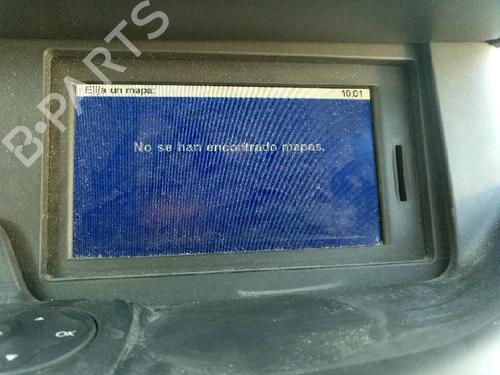 B-PARTS
Elija un mapa:
10:01
No se han encontrado mapas.
OK